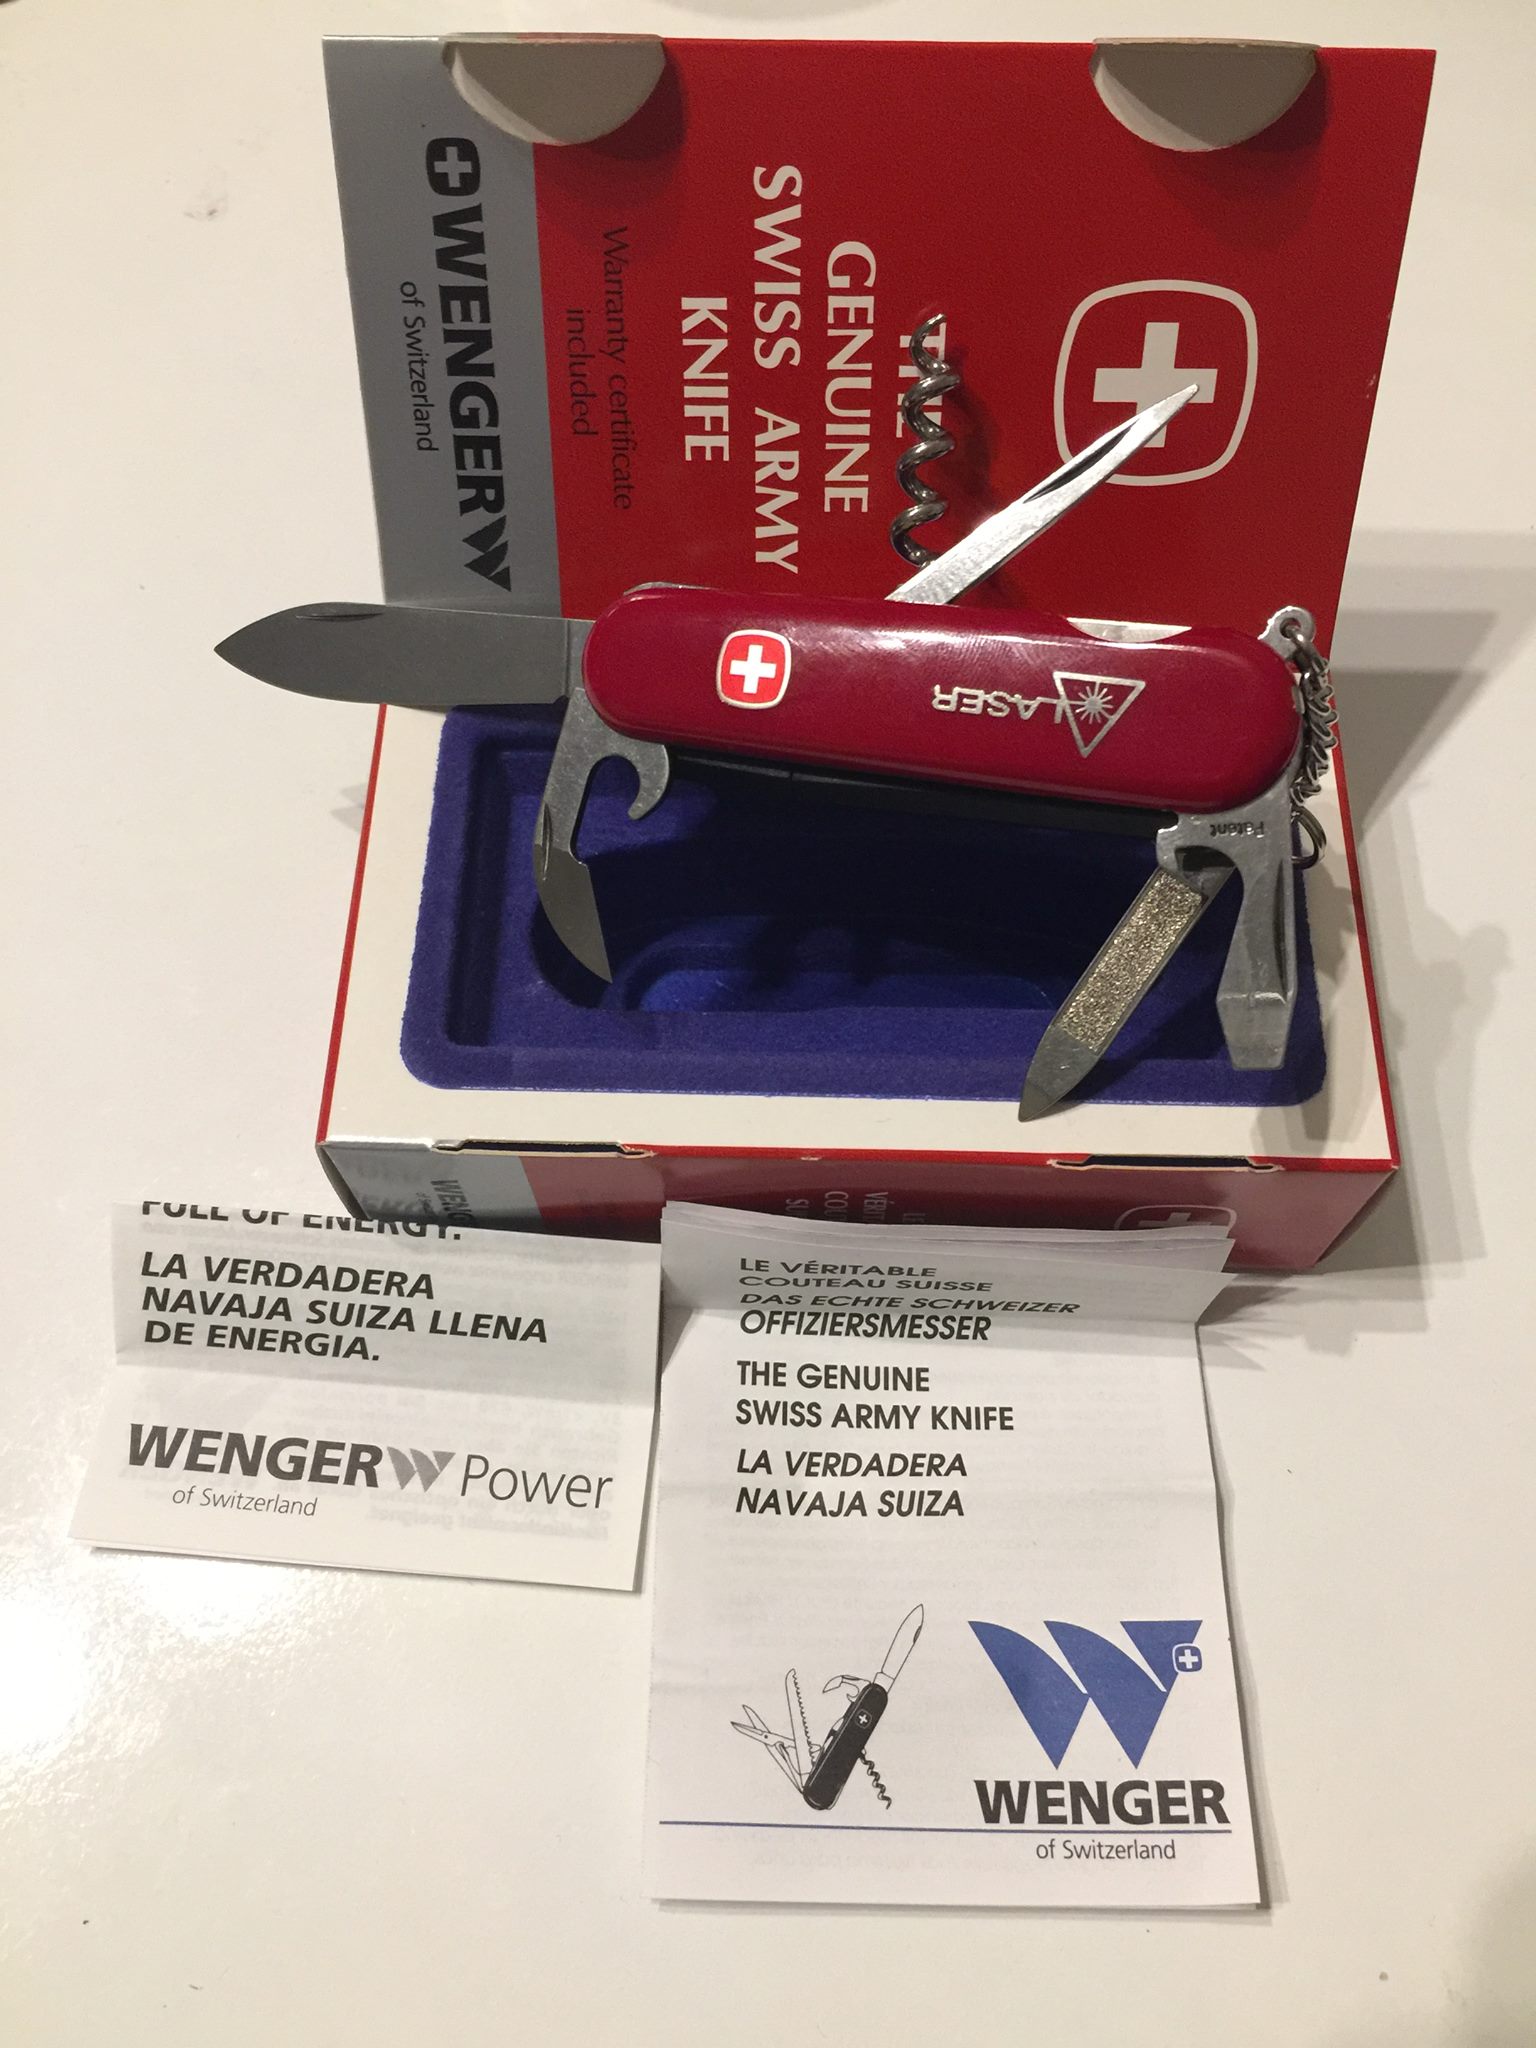 WENGER
of Switzerland
Warranty certificate
included
THE
GENUINE
SWISS ARMY
KNIFE
LASER
Patent
WENG
FULL OF ENERGY.
LA VERDADERA
NAVAJA SUIZA LLENA
DE ENERGIA.
WENGER Power
of Switzerland
LE VÉRITABLE
COUTEAU SUISSE
DAS ECHTE SCHWEIZER
OFFIZIERSMESSER
THE GENUINE
SWISS ARMY KNIFE
LA VERDADERA
NAVAJA SUIZA
WENGER
of Switzerland